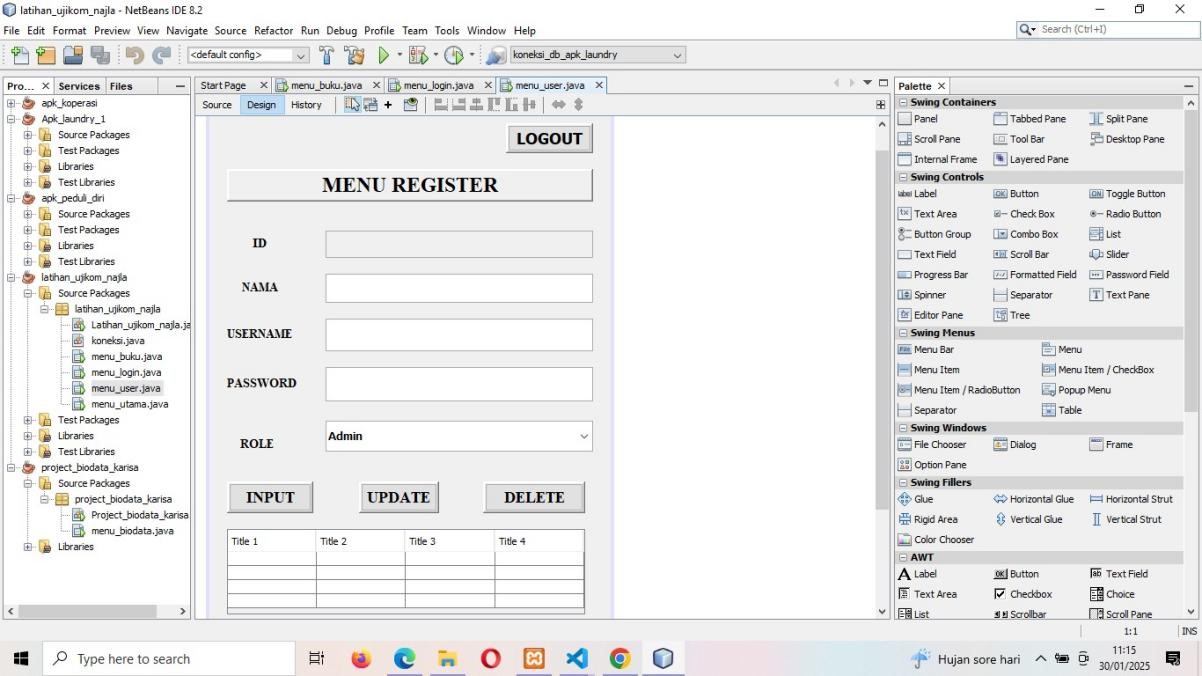 latihan_ujikom_najla - NetBeans IDE 8.2
File Edit Format Preview View Navigate Source Refactor Run Debug Profile Team Tools Window Help
Search (Ctrl+I)
<default config>
koneksi_db_apk_laundry
Pro... Services Files
apk_koperasi
Apk_laundry_1
Source Packages
Test Packages
Libraries
Test Libraries
apk_peduli_diri
Source Packages
Test Packages
Libraries
Test Libraries
latihan_ujikom_najla
Source Packages
latihan_ujikom_najla
Latihan_ujikom_najla.ja
koneksi.java
menu_buku.java
menu_login.java
menu_user.java
menu_utama.java
Test Packages
Libraries
Test Libraries
project_biodata_karisa
Source Packages
project_biodata_karisa
Project_biodata_karisa
menu_biodata.java
Libraries
Start Page menu_buku.java menu_login.java menu_user.java
Source Design History
LOGOUT
MENU REGISTER
ID
NAMA
USERNAME
PASSWORD
ROLE Admin
INPUT UPDATE DELETE
Title 1 Title 2 Title 3 Title 4
Palette
Swing Containers
Panel Tabbed Pane Split Pane
Scroll Pane Tool Bar Desktop Pane
Internal Frame Layered Pane
Swing Controls
label Label OK Button ON Toggle Button
Text Area Check Box Radio Button
Button Group Combo Box List
Text Field Scroll Bar Slider
Progress Bar Formatted Field Password Field
Spinner Separator Text Pane
Editor Pane Tree
Swing Menus
Menu Bar Menu
Menu Item Menu Item / CheckBox
Menu Item / RadioButton Popup Menu
Separator Table
Swing Windows
File Chooser Dialog Frame
Option Pane
Swing Fillers
Glue Horizontal Glue Horizontal Strut
Rigid Area Vertical Glue Vertical Strut
Color Chooser
AWT
A Label OK Button Text Field
Text Area Checkbox Choice
List Scrollbar Scroll Pane
1:1 INS
Type here to search
Hujan sore hari
11:15
30/01/2025